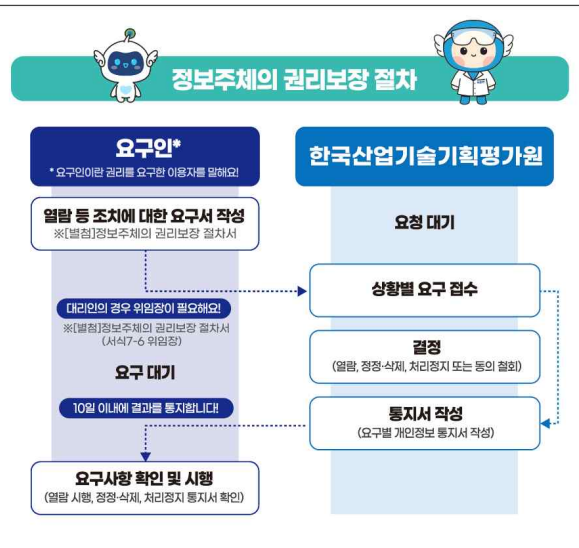 정보주체의 권리보장 절차
요구인*
* 요구인이란 권리를 요구한 이용자를 말해요!
한국산업기술기획평가원
열람 등 조치에 대한 요구서 작성
※[별첨]정보주체의 권리보장 절차서
요청 대기
상황별 요구 접수
대리인의 경우 위임장이 필요해요!
※[별첨]정보주체의 권리보장 절차서
(서식7-6 위임장)
결정
(열람, 정정·삭제, 처리정지 또는 동의 철회)
요구 대기
10일 이내에 결과를 통지합니다!
통지서 작성
(요구별 개인정보 통지서 작성)
요구사항 확인 및 시행
(열람 시행, 정정·삭제, 처리정지 통지서 확인)